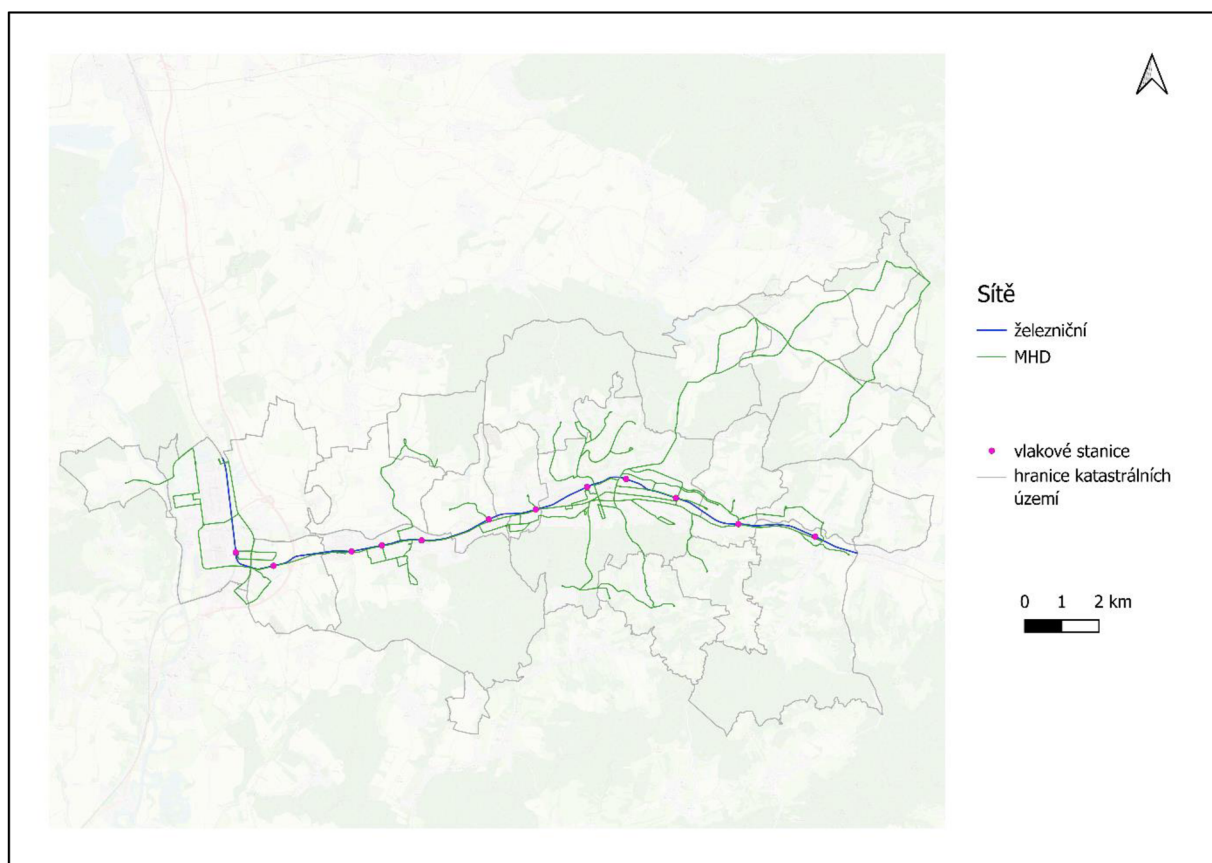 Sítě
železniční
MHD
vlakové stanice
hranice katastrálních
území
0 1 2 km